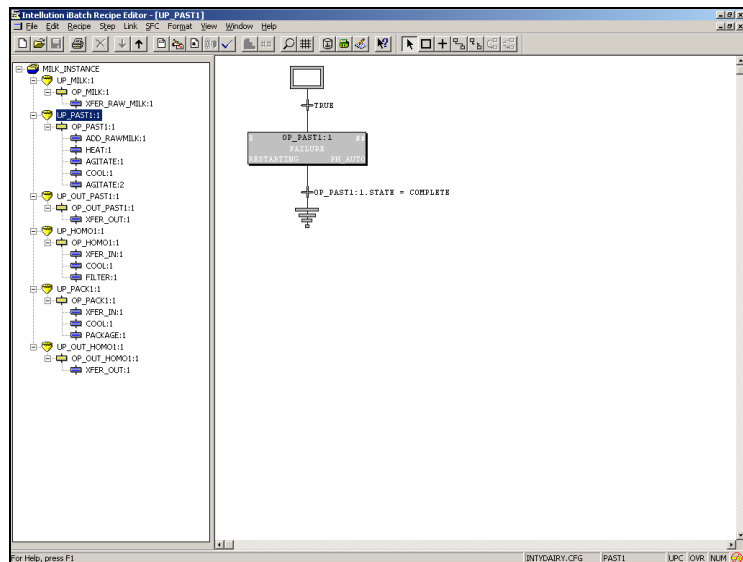 Intellution iBatch Recipe Editor - [UP_PAST1]
File Edit Recipe Step Link SFC Format View Window Help
MILK_INSTANCE
UP_MILK:1
OP_MILK:1
XFER_RAW_MILK:1
UP_PAST1:1
OP_PAST1:1
ADD_RAWMILK:1
HEAT:1
AGITATE:1
COOL:1
AGITATE:2
UP_OUT_PAST1:1
OP_OUT_PAST1:1
XFER_OUT:1
UP_HOMO1:1
OP_HOMO1:1
XFER_IN:1
COOL:1
FILTER:1
UP_PACK1:1
OP_PACK1:1
XFER_IN:1
COOL:1
PACKAGE:1
UP_OUT_HOMO1:1
OP_OUT_HOMO1:1
XFER_OUT:1
TRUE
# OP_PAST1:1 ##
FAILURE
RESTARTING PH AUTO
OP_PAST1:1.STATE = COMPLETE
For Help, press F1 INTYDAIRY.CFG PAST1 UPC OVR NUM